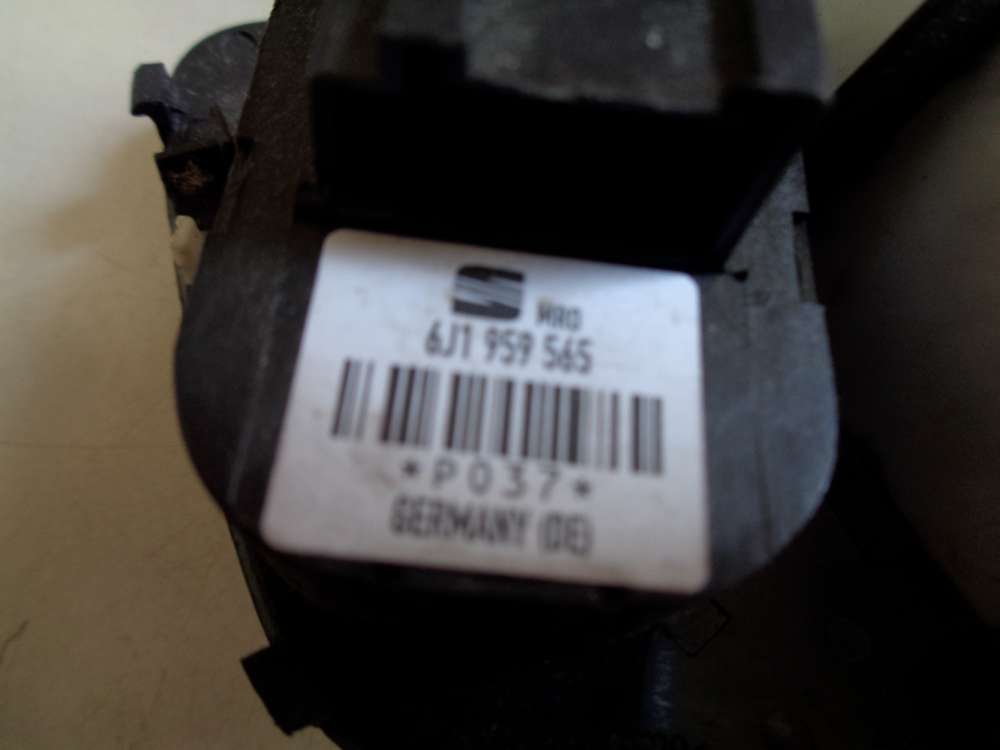 MRO
6J1 959 565
*P037*
GERMANY (DE)